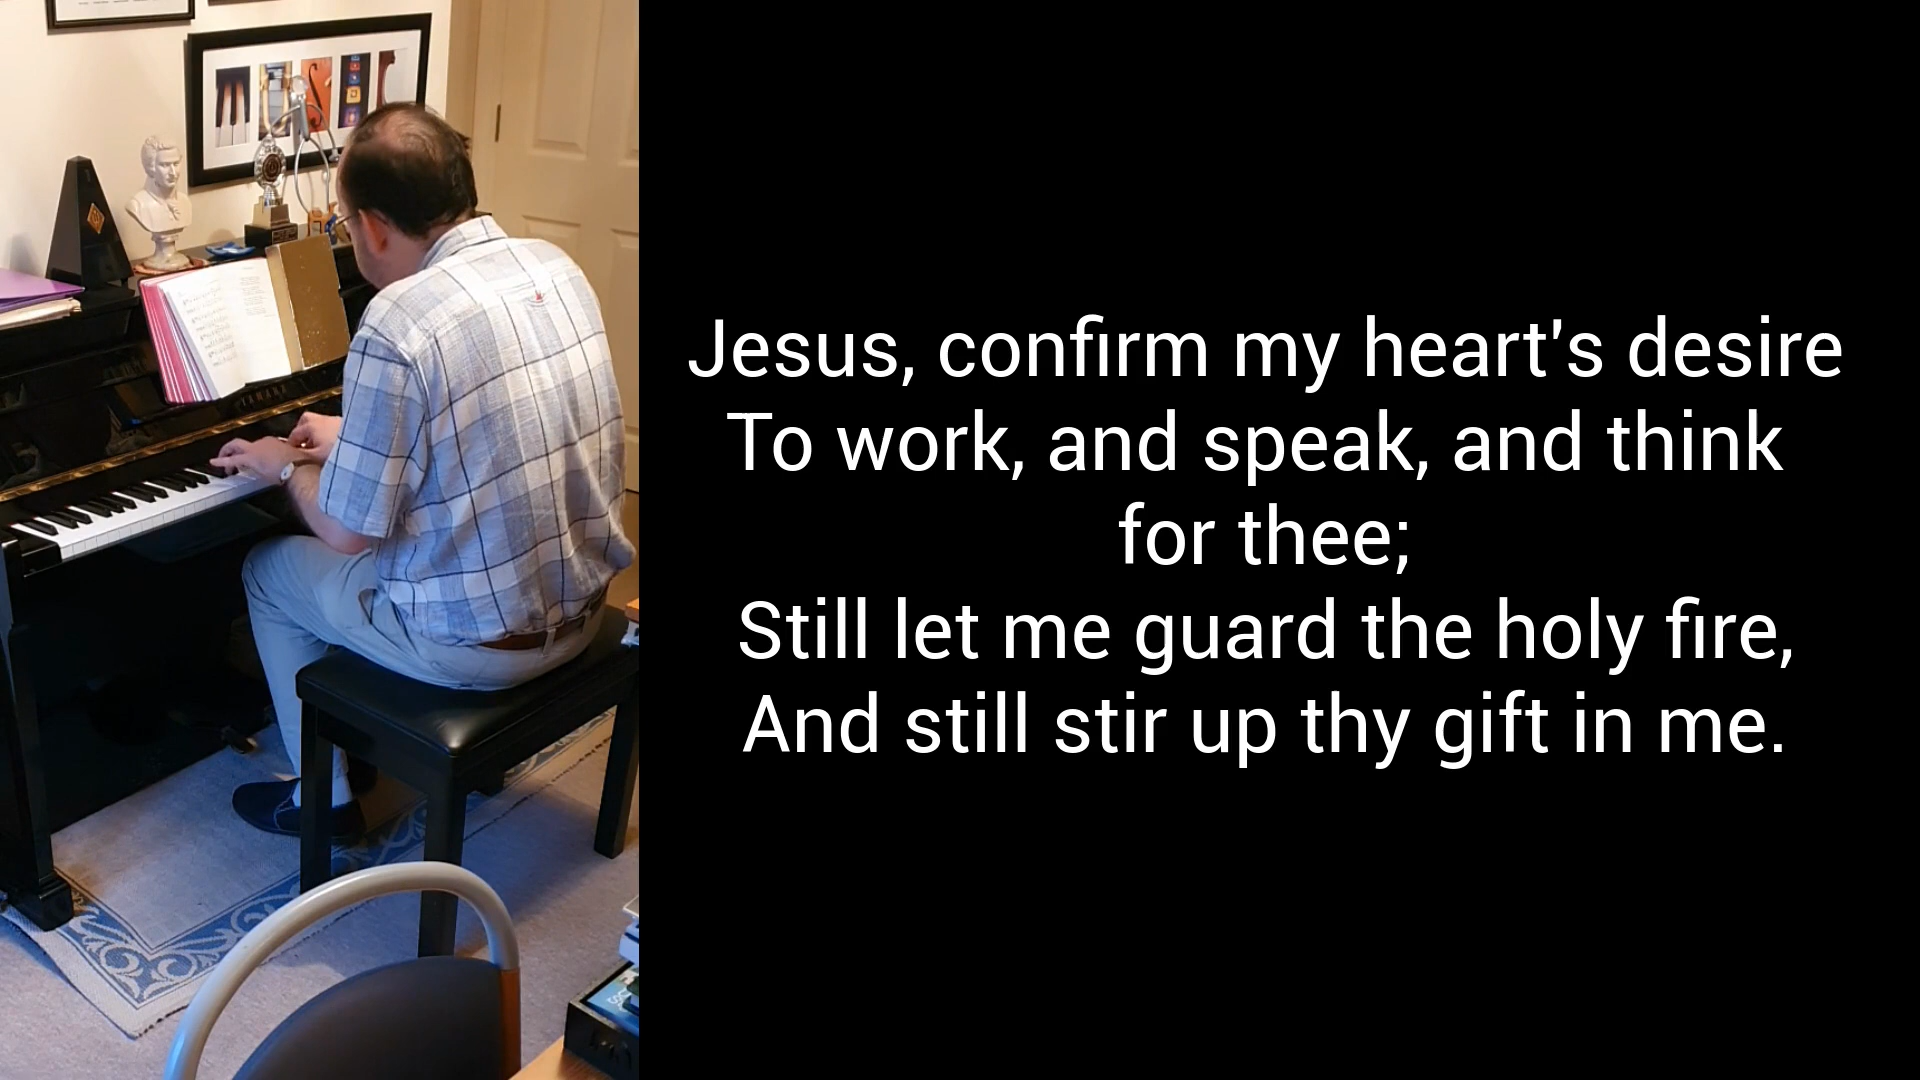 Jesus, confirm my heart's desire
To work, and speak, and think
for thee;
Still let me guard the holy fire,
And still stir up thy gift in me.
YAMAHA